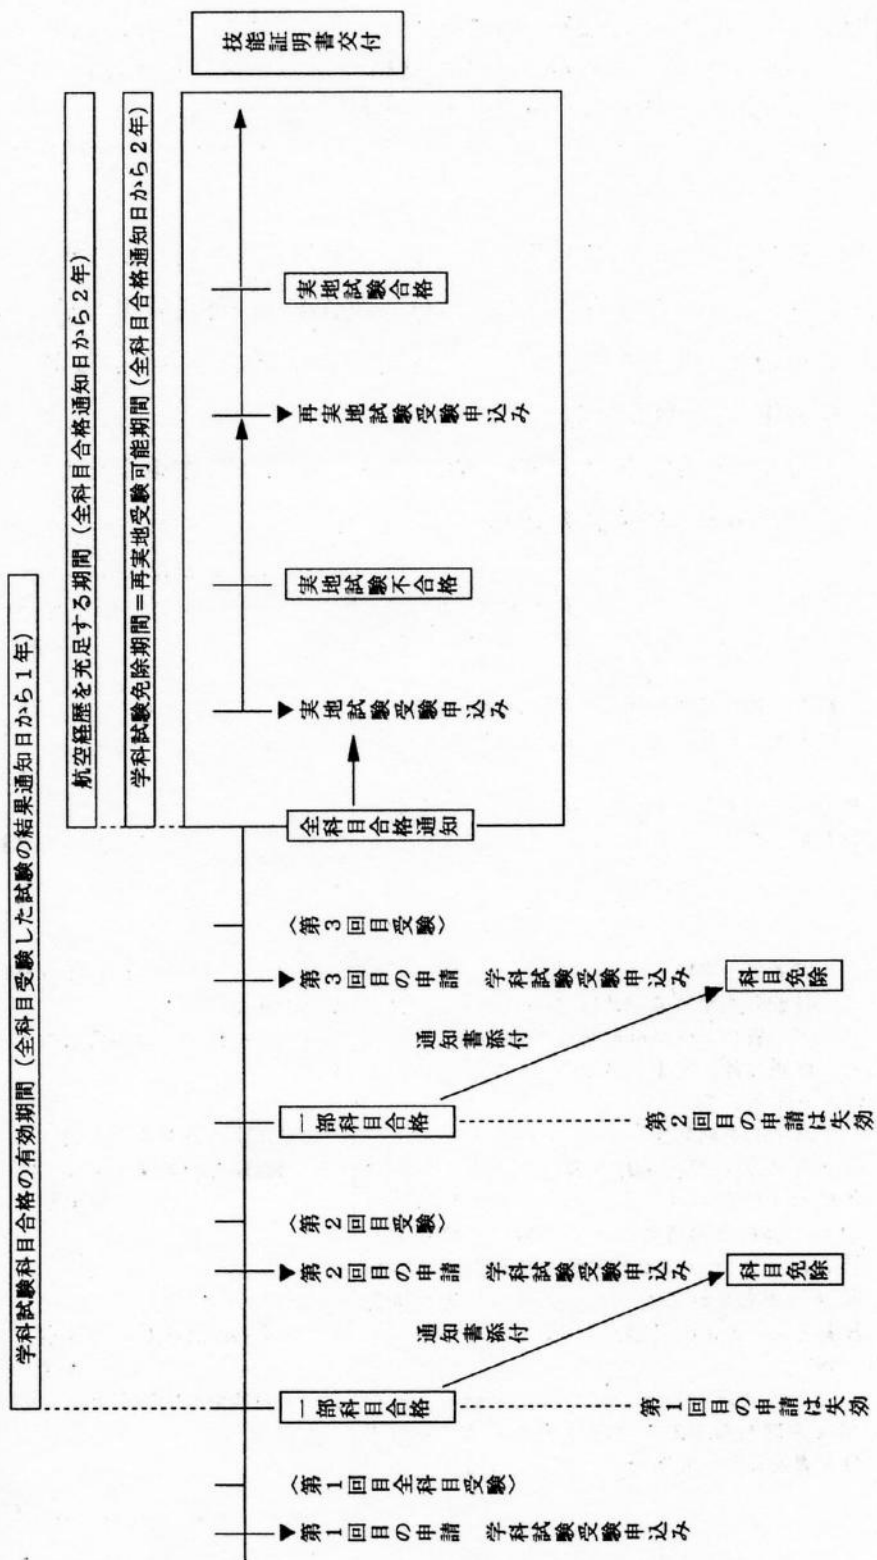 学科試験科目合格の有効期間（全科目受験した試験の結果通知日から１年）
航空経歴を充足する期間（全科目合格通知日から２年）
学科試験免除期間＝再実地受験可能期間（全科目合格通知日から２年）
▼第１回目の申請　学科試験受験申込み
〈第１回目全科目受験〉
一部科目合格
第１回目の申請は失効
通知書添付
科目免除
▼第２回目の申請　学科試験受験申込み
〈第２回目受験〉
一部科目合格
第２回目の申請は失効
通知書添付
科目免除
▼第３回目の申請　学科試験受験申込み
〈第３回目受験〉
全科目合格通知
▼実地試験受験申込み
実地試験不合格
▼再実地試験受験申込み
実地試験合格
技能証明書交付